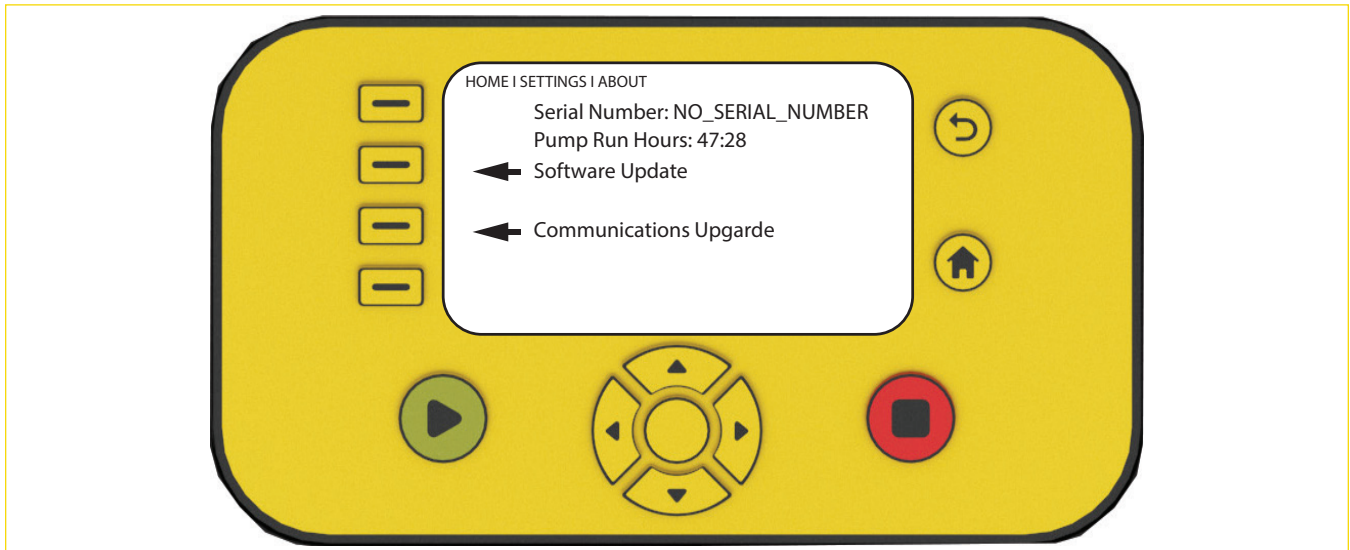 HOME I SETTINGS I ABOUT
Serial Number: NO_SERIAL_NUMBER
Pump Run Hours: 47:28
Software Update
Communications Upgarde